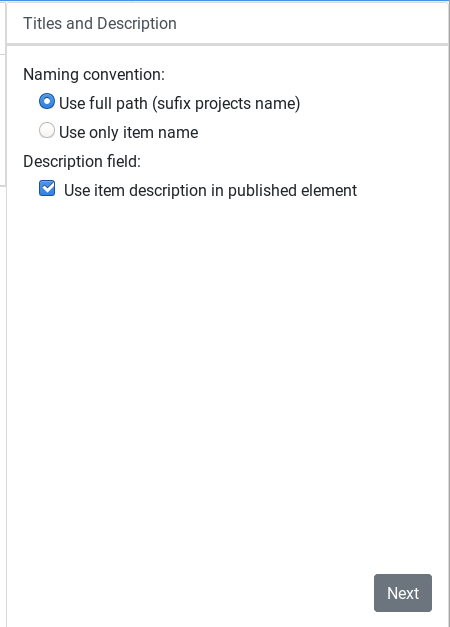 Titles and Description
Naming convention:
Use full path (sufix projects name)
Use only item name
Description field:
Use item description in published element
Next